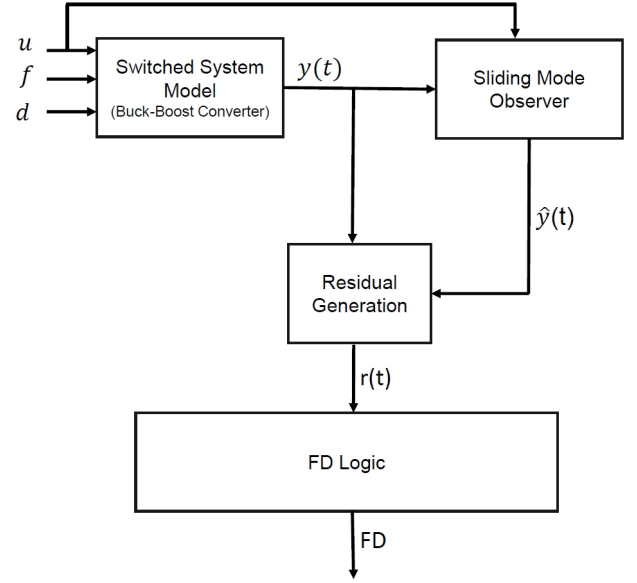 u
f
d
Switched System
Model
(Buck-Boost Converter)
y(t)
Sliding Mode
Observer
ŷ(t)
Residual
Generation
r(t)
FD Logic
FD